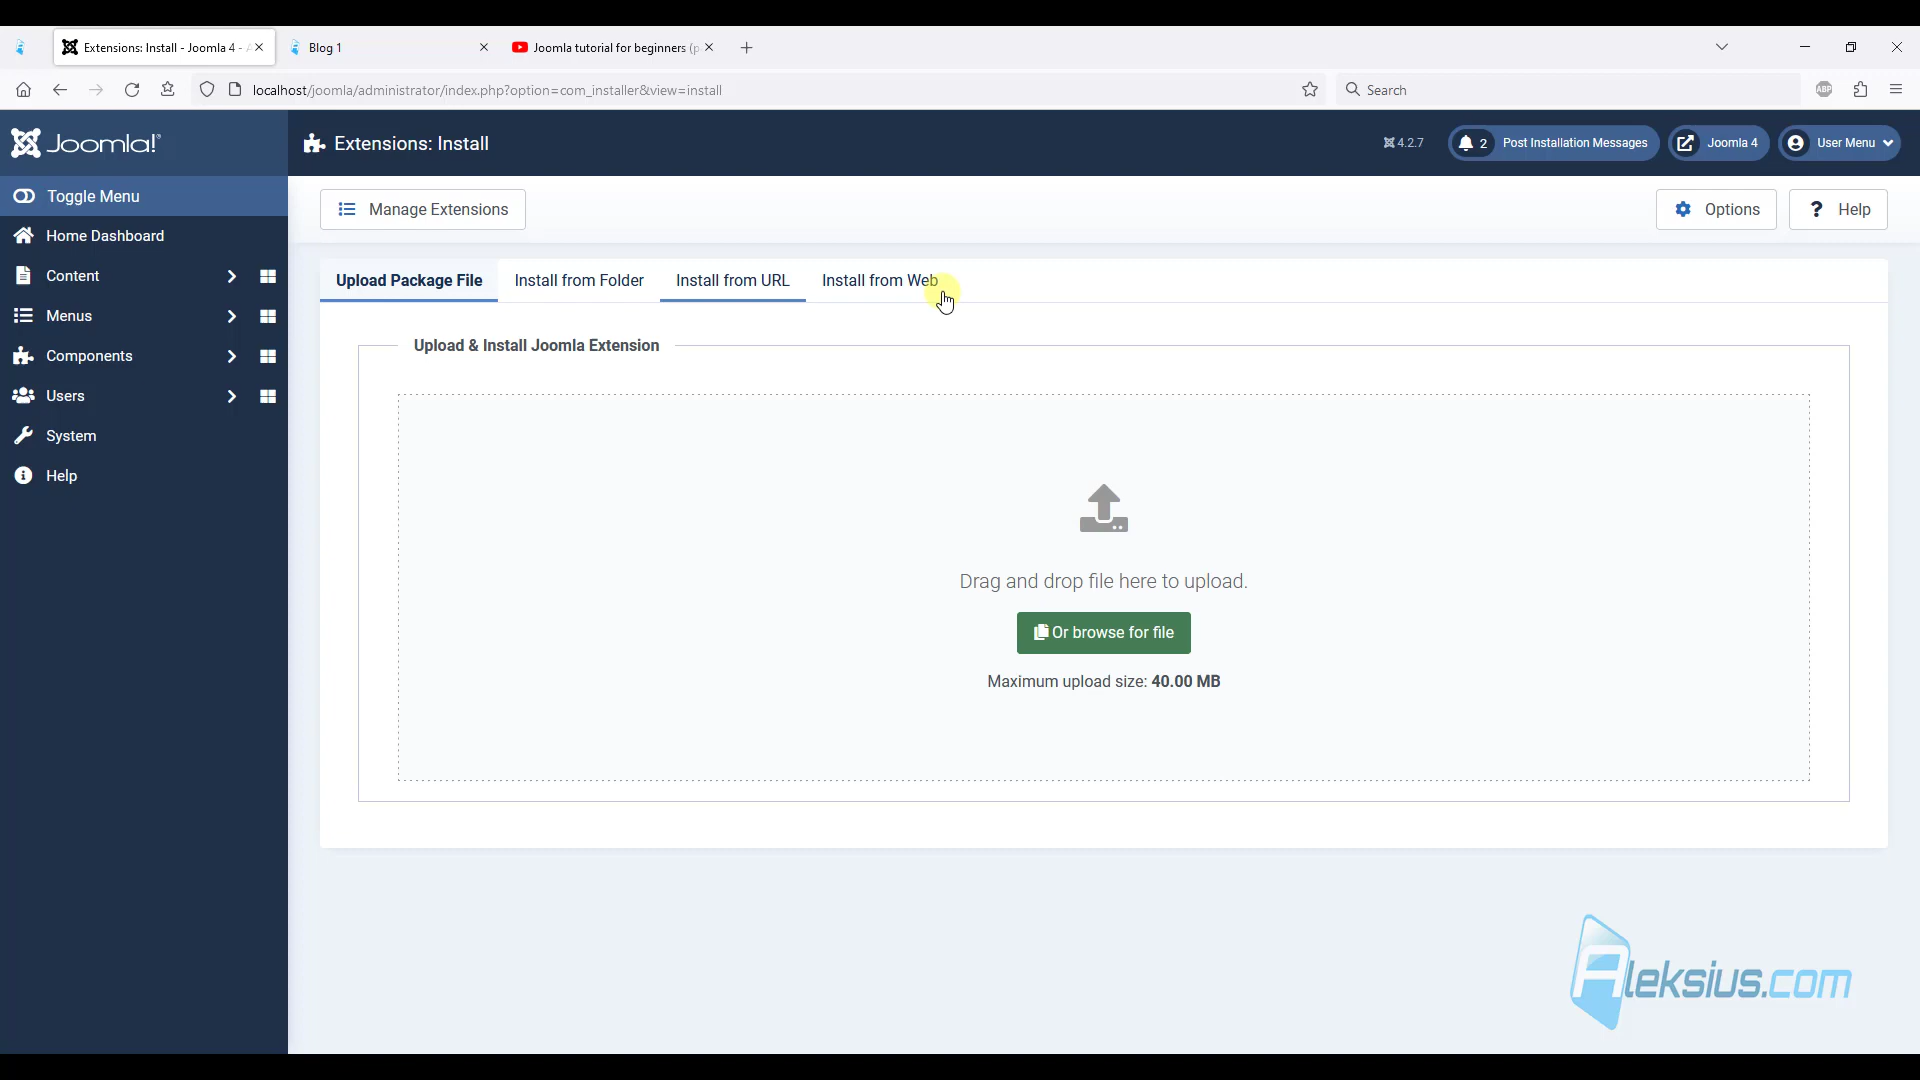 Extensions: Install - Joomla 4 -
Blog 1
Joomla tutorial for beginners (p
localhost/joomla/administrator/index.php?option=com_installer&view=install
Search
ABP
Joomla!
Extensions: Install
4.2.7
2
Post Installation Messages
Joomla 4
User Menu
Toggle Menu
Manage Extensions
Options
? Help
Home Dashboard
Content
Menus
Components
Users
System
Help
Upload Package File
Install from Folder
Install from URL
Install from Web
Upload & Install Joomla Extension
Drag and drop file here to upload.
Or browse for file
Maximum upload size: 40.00 MB
Aleksius.com